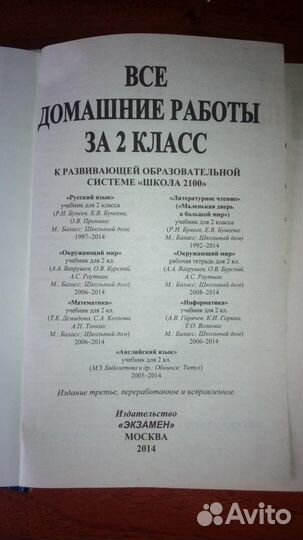 ВСЕ
ДОМАШНИЕ РАБОТЫ
ЗА 2 КЛАСС
К РАЗВИВАЮЩЕЙ ОБРАЗОВАТЕЛЬНОЙ
СИСТЕМЕ «ШКОЛА 2100»
«Русский язык»
учебник для 2 класса
(Р.Н. Бунеев, Е.В. Бунеева,
О.В. Пронина:
М.: Баласс; Школьный дом)
1997–2014
«Литературное чтение»
(«Маленькая дверь
в большой мир»)
учебник для 2 класса
(Р.Н. Бунеев, Е.В. Бунеева:
М.: Баласс; Школьный дом)
1992–2014
«Окружающий мир»
учебник для 2 кл.
(А.А. Вахрушев, О.В. Бурский,
А.С. Раутиан:
М.: Баласс; Школьный дом)
2006–2014
«Окружающий мир»
рабочая тетрадь для 2 кл.
(А.А. Вахрушев, О.В. Бурский,
А.С. Раутиан:
М.: Баласс; Школьный дом)
2008–2014
«Математика»
учебник для 2 кл.
(Т.Е. Демидова, С.А. Козлова,
А.П. Тонких:
М.: Баласс; Школьный дом)
2006–2014
«Информатика»
учебник для 2 кл.
(А.В. Горячев, К.И. Горина,
Т.О. Волкова:
М.: Баласс; Школьный дом)
2006–2014
«Английский язык»
учебник для 2 кл.
(М.З. Биболетова и др. Обнинск: Титул)
2005–2014
Издание третье, переработанное и исправленное
Издательство
«ЭКЗАМЕН»
МОСКВА
2014
Avito